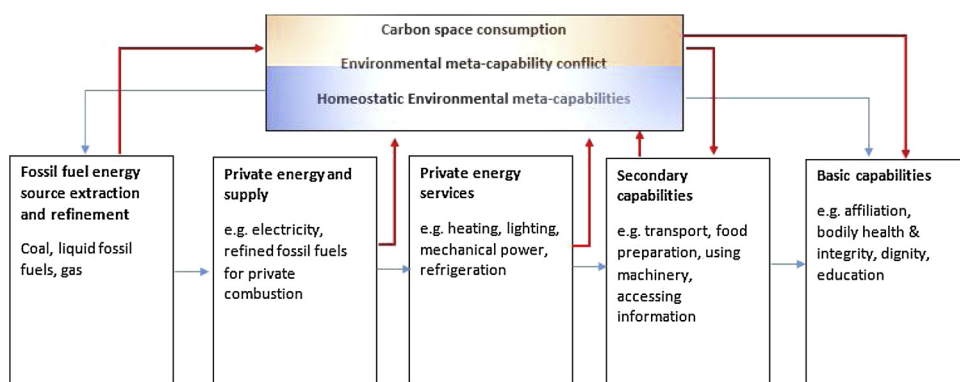 Carbon space consumption
Environmental meta-capability conflict
Homeostatic Environmental meta-capabilities
Fossil fuel energy
source extraction
and refinement
Coal, liquid fossil
fuels, gas
Private energy and
supply
e.g. electricity,
refined fossil fuels
for private
combustion
Private energy
services
e.g. heating, lighting,
mechanical power,
refrigeration
Secondary
capabilities
e.g. transport, food
preparation, using
machinery,
accessing
information
Basic capabilities
e.g. affiliation,
bodily health &
integrity, dignity,
education